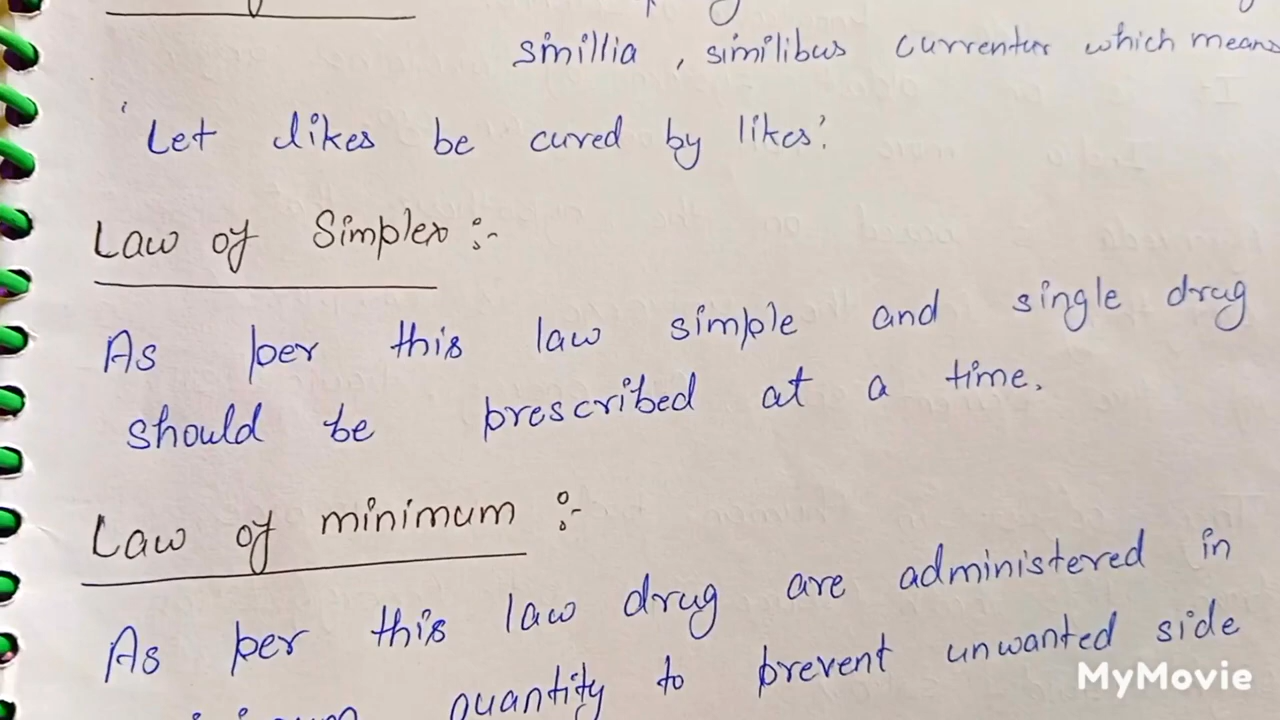 smillia , similibus currentur which means
'Let likes be cured by likes'.
Law of Simplex :-
As per this law simple and single drug
should be prescribed at a time.
Law of minimum :-
As per this law drug are administered in
quantity to prevent unwanted side
MyMovie